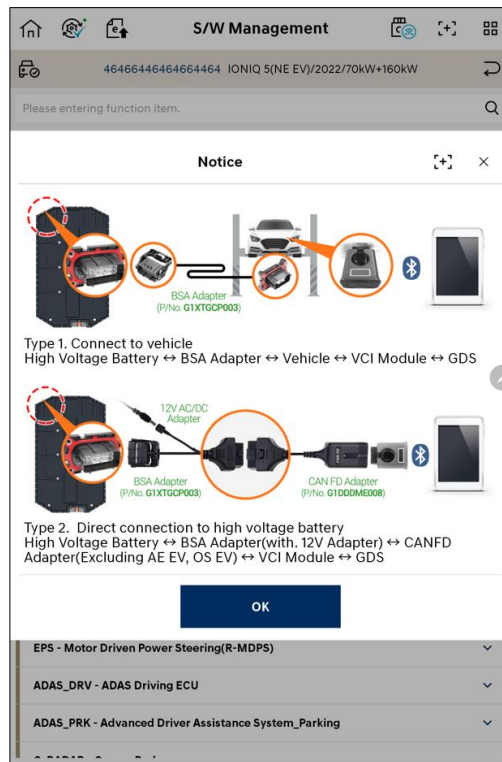 S/W Management
46466446464664464 IONIQ 5(NE EV)/2022/70kW+160kW
Please entering function item.
Notice
BSA Adapter
(P/No. G1XTGCP003)
Type 1. Connect to vehicle
High Voltage Battery ↔ BSA Adapter ↔ Vehicle ↔ VCI Module ↔ GDS
12V AC/DC
Adapter
BSA Adapter
(P/No. G1XTGCP003)
CAN FD
CAN FD Adapter
(P/No. G1DDDME008)
Type 2. Direct connection to high voltage battery
High Voltage Battery ↔ BSA Adapter(with. 12V Adapter) ↔ CANFD
Adapter(Excluding AE EV, OS EV) ↔ VCI Module ↔ GDS
OK
EPS - Motor Driven Power Steering(R-MDPS)
ADAS_DRV - ADAS Driving ECU
ADAS_PRK - Advanced Driver Assistance System_Parking